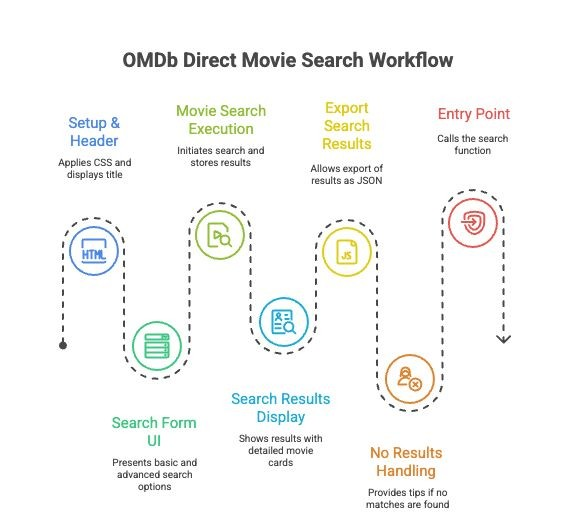 OMDb Direct Movie Search Workflow
Setup &
Header
Applies CSS and
displays title
Movie Search
Execution
Initiates search and
stores results
Export
Search
Results
Allows export of
results as JSON
Entry Point
Calls the search
function
HTML
JS
Search Form
UI
Presents basic and
advanced search
options
Search Results
Display
Shows results with
detailed movie
cards
No Results
Handling
Provides tips if no
matches are found